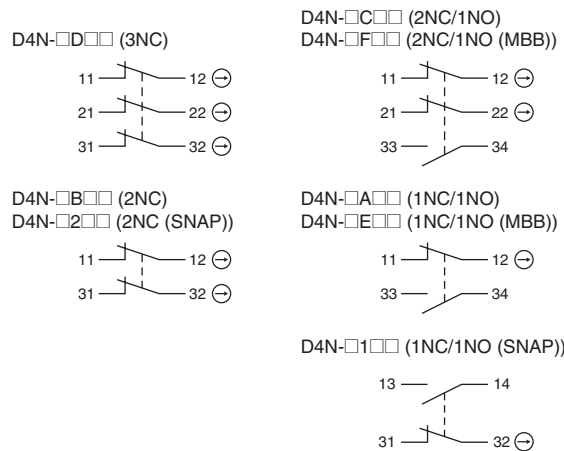 D4N-□D□□ (3NC)
11 12
21 22
31 32
D4N-□B□□ (2NC)
D4N-□2□□ (2NC (SNAP))
11 12
31 32
D4N-□C□□ (2NC/1NO)
D4N-□F□□ (2NC/1NO (MBB))
11 12
21 22
33 34
D4N-□A□□ (1NC/1NO)
D4N-□E□□ (1NC/1NO (MBB))
11 12
33 34
D4N-□1□□ (1NC/1NO (SNAP))
13 14
31 32